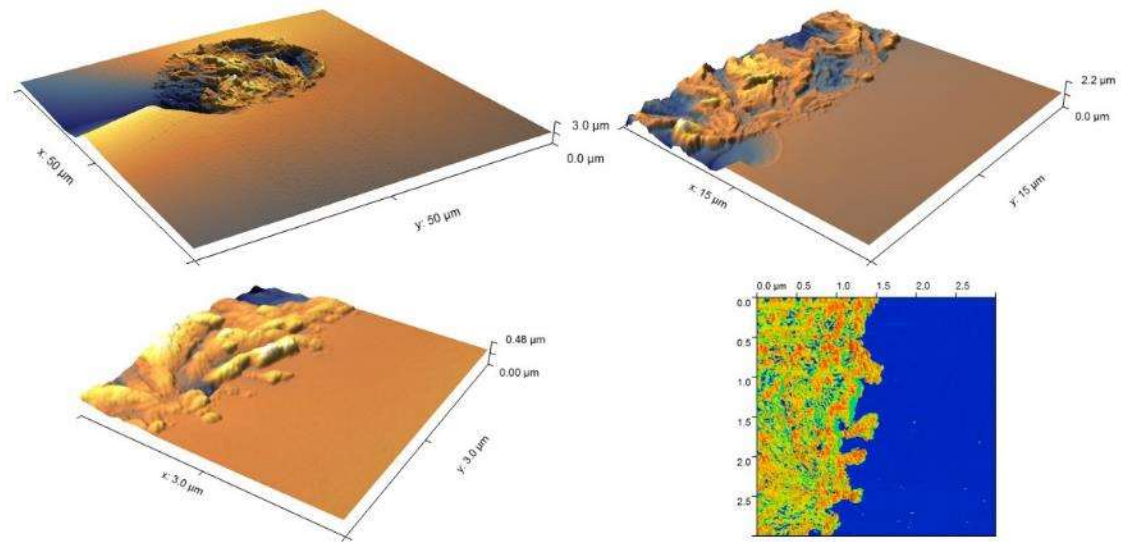 3.0 µm
0.0 µm
x: 50 µm
y: 50 µm
2.2 µm
0.0 µm
x: 15 µm
y: 15 µm
0.48 µm
0.00 µm
x: 3.0 µm
y: 3.0 µm
0.0 µm 0.5 1.0 1.5 2.0 2.5
0.0
0.5
1.0
1.5
2.0
2.5